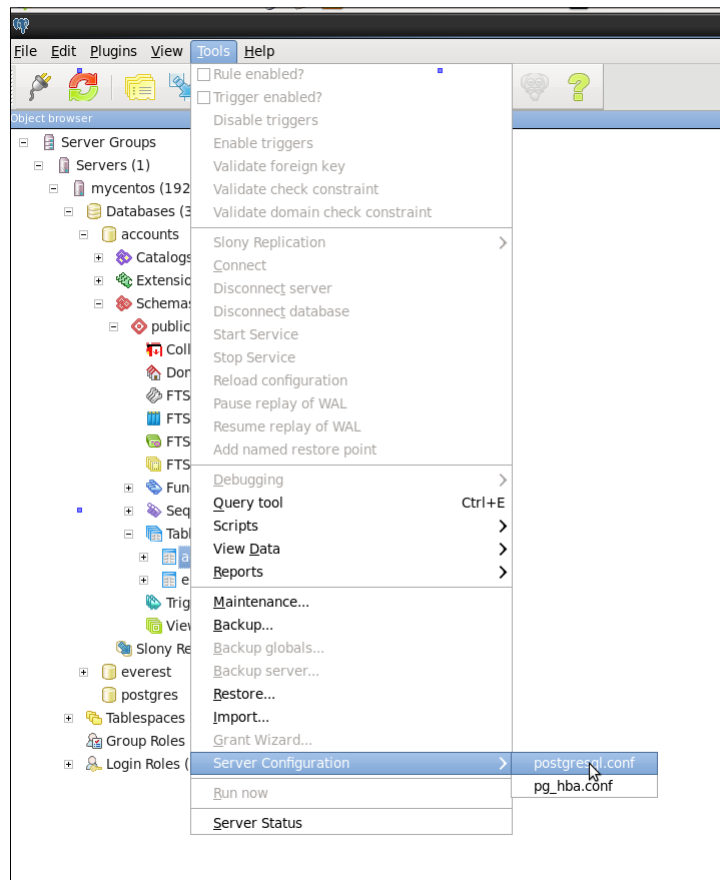 File Edit Plugins View Tools Help
Object browser
Server Groups
Servers (1)
mycentos (192
Databases (3
accounts
Catalogs
Extensio
Schemas
public
Coll
Dom
FTS
FTS
FTS
FTS
Fun
Seq
Tabl
a
e
Trig
View
Slony Re
everest
postgres
Tablespaces
Group Roles
Login Roles (
Rule enabled?
Trigger enabled?
Disable triggers
Enable triggers
Validate foreign key
Validate check constraint
Validate domain check constraint
Slony Replication
Connect
Disconnect server
Disconnect database
Start Service
Stop Service
Reload configuration
Pause replay of WAL
Resume replay of WAL
Add named restore point
Debugging
Query tool Ctrl+E
Scripts
View Data
Reports
Maintenance...
Backup...
Backup globals...
Backup server...
Restore...
Import...
Grant Wizard...
Server Configuration
Run now
Server Status
postgresql.conf
pg_hba.conf